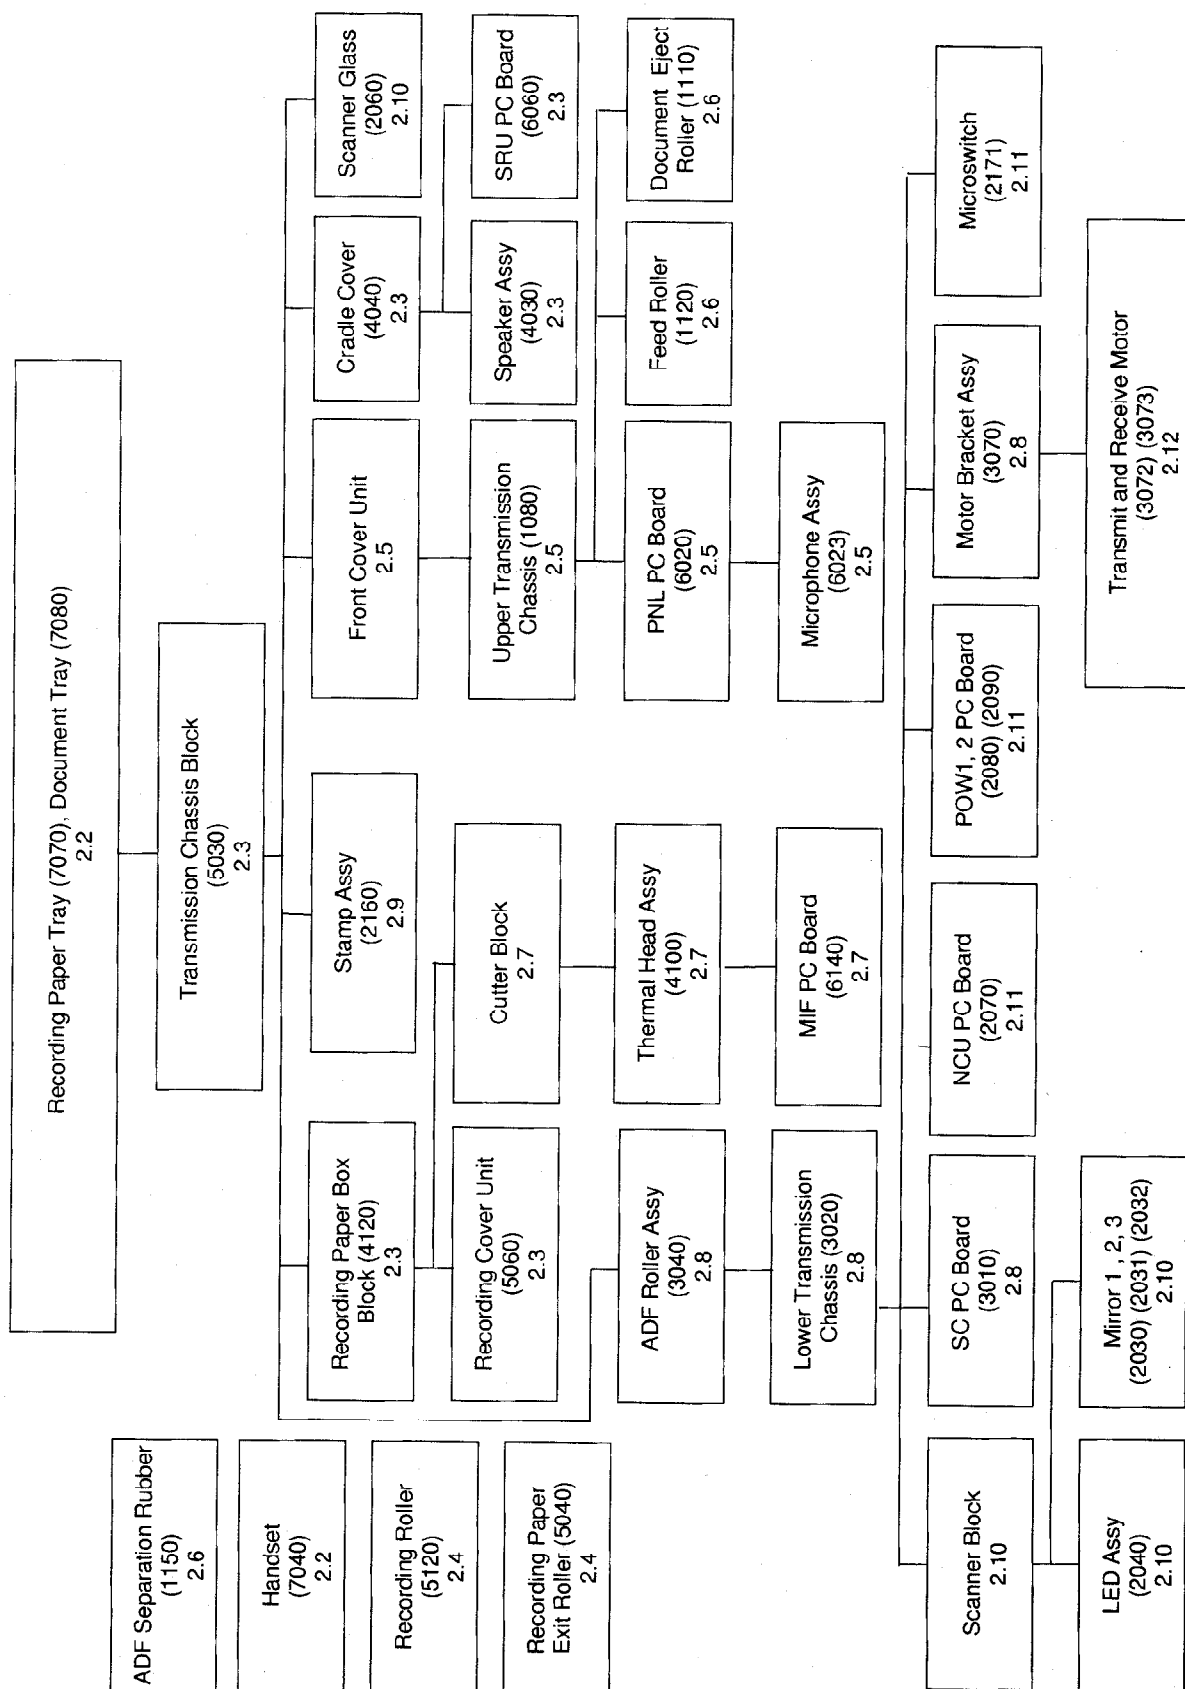 Recording Paper Tray (7070), Document Tray (7080)
2.2
Transmission Chassis Block
(5030)
2.3
ADF Separation Rubber
(1150)
2.6
Handset
(7040)
2.2
Recording Roller
(5120)
2.4
Recording Paper
Exit Roller (5040)
2.4
Recording Paper Box
Block (4120)
2.3
Stamp Assy
(2160)
2.9
Front Cover Unit
2.5
Cradle Cover
(4040)
2.3
Scanner Glass
(2060)
2.10
Recording Cover Unit
(5060)
2.3
Cutter Block
2.7
Upper Transmission
Chassis (1080)
2.5
Speaker Assy
(4030)
2.3
SRU PC Board
(6060)
2.3
ADF Roller Assy
(3040)
2.8
Thermal Head Assy
(4100)
2.7
PNL PC Board
(6020)
2.5
Feed Roller
(1120)
2.6
Document Eject
Roller (1110)
2.6
Lower Transmission
Chassis (3020)
2.8
MIF PC Board
(6140)
2.7
Microphone Assy
(6023)
2.5
Scanner Block
2.10
SC PC Board
(3010)
2.8
NCU PC Board
(2070)
2.11
POW1, 2 PC Board
(2080) (2090)
2.11
Motor Bracket Assy
(3070)
2.8
Microswitch
(2171)
2.11
LED Assy
(2040)
2.10
Mirror 1, 2, 3
(2030) (2031) (2032)
2.10
Transmit and Receive Motor
(3072) (3073)
2.12